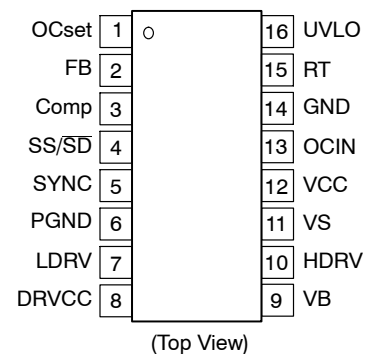 OCset 1 16 UVLO
FB 2 15 RT
Comp 3 14 GND
SS/S̅D̅ 4 13 OCIN
SYNC 5 12 VCC
PGND 6 11 VS
LDRV 7 10 HDRV
DRVCC 8 9 VB
(Top View)